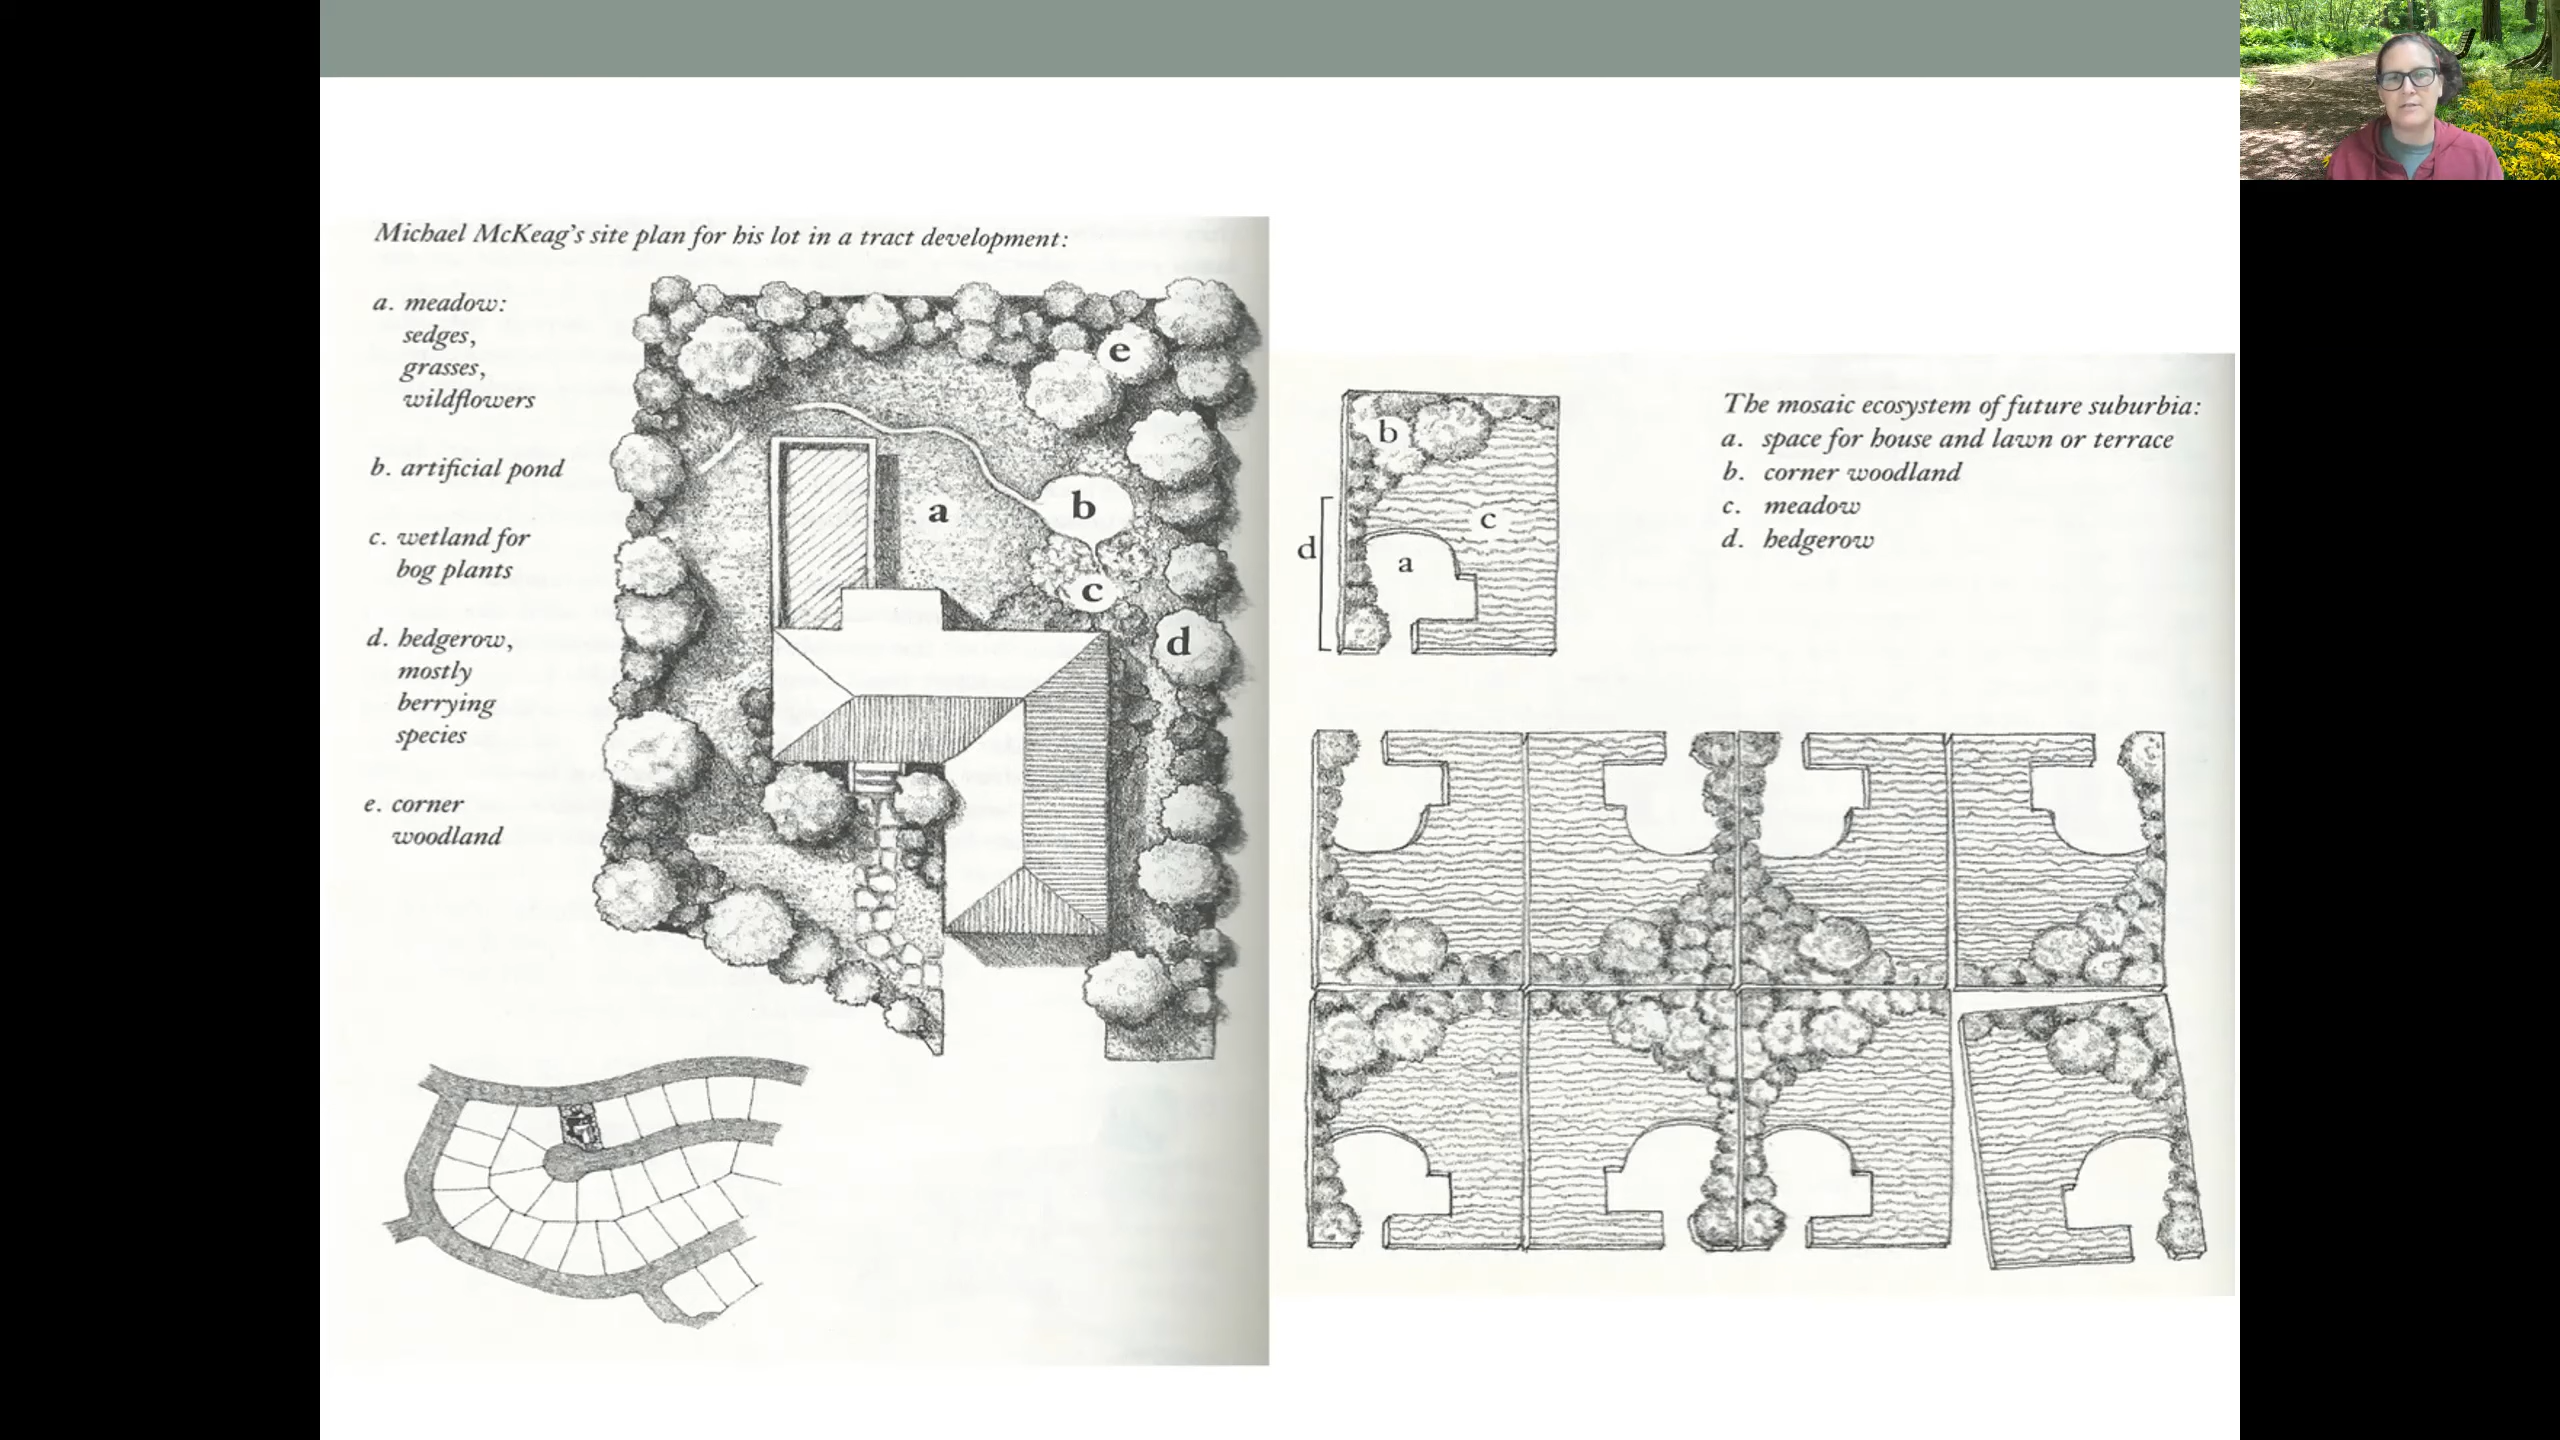 Michael McKeag's site plan for his lot in a tract development:
a. meadow:
sedges,
grasses,
wildflowers
b. artificial pond
c. wetland for
bog plants
d. hedgerow,
mostly
berrying
species
e. corner
woodland
e
a
b
c
d
The mosaic ecosystem of future suburbia:
a. space for house and lawn or terrace
b. corner woodland
c. meadow
d. hedgerow
b
c
d
a